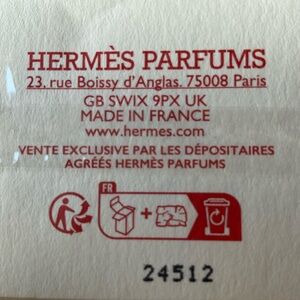 HERMÈS PARFUMS
23, rue Boissy d'Anglas. 75008 Paris
GB SWIX 9PX UK
MADE IN FRANCE
www.hermes.com
VENTE EXCLUSIVE PAR LES DÉPOSITAIRES
AGRÉÉS HERMÈS PARFUMS
FR
+
24512